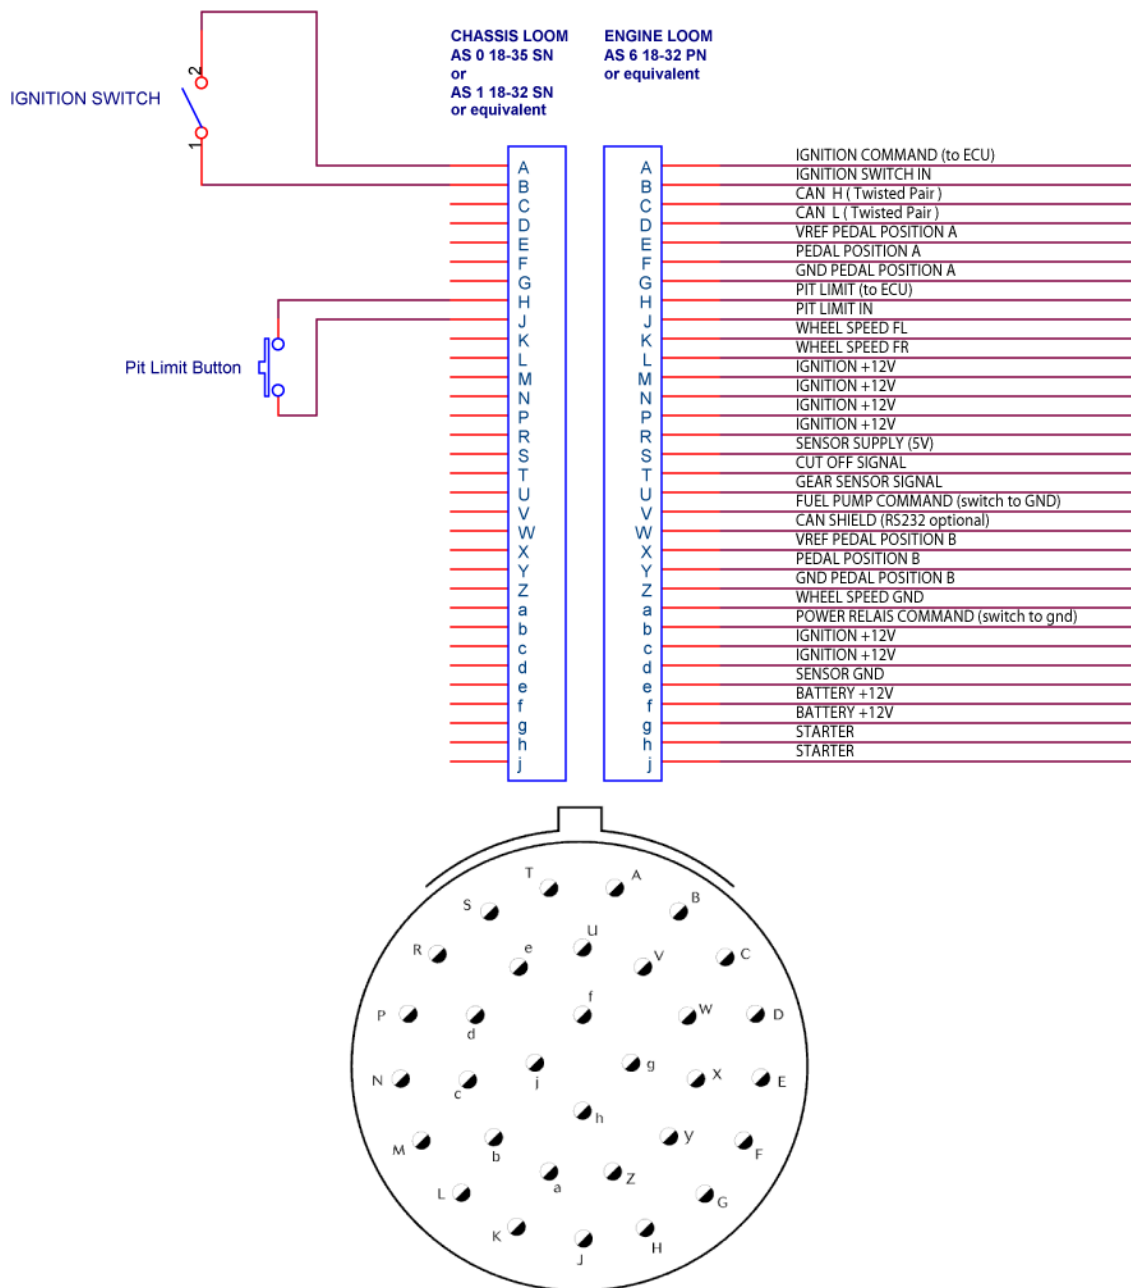 CHASSIS LOOM
AS 0 18-35 SN
or
AS 1 18-32 SN
or equivalent
ENGINE LOOM
AS 6 18-32 PN
or equivalent
IGNITION SWITCH
2
1
Pit Limit Button
A A IGNITION COMMAND (to ECU)
B B IGNITION SWITCH IN
C C CAN H ( Twisted Pair )
D D CAN L ( Twisted Pair )
E E VREF PEDAL POSITION A
F F PEDAL POSITION A
G G GND PEDAL POSITION A
H H PIT LIMIT (to ECU)
J J PIT LIMIT IN
K K WHEEL SPEED FL
L L WHEEL SPEED FR
M M IGNITION +12V
N N IGNITION +12V
P P IGNITION +12V
R R IGNITION +12V
S S SENSOR SUPPLY (5V)
T T CUT OFF SIGNAL
U U GEAR SENSOR SIGNAL
V V FUEL PUMP COMMAND (switch to GND)
W W CAN SHIELD (RS232 optional)
X X VREF PEDAL POSITION B
Y Y PEDAL POSITION B
Z Z GND PEDAL POSITION B
a a WHEEL SPEED GND
b b POWER RELAIS COMMAND (switch to gnd)
c c IGNITION +12V
d d IGNITION +12V
e e SENSOR GND
f f BATTERY +12V
g g BATTERY +12V
h h STARTER
j j STARTER
T A
S B
U
R e V C
f
P d W D
j g
N c X E
h
M b y F
L a Z G
K J H